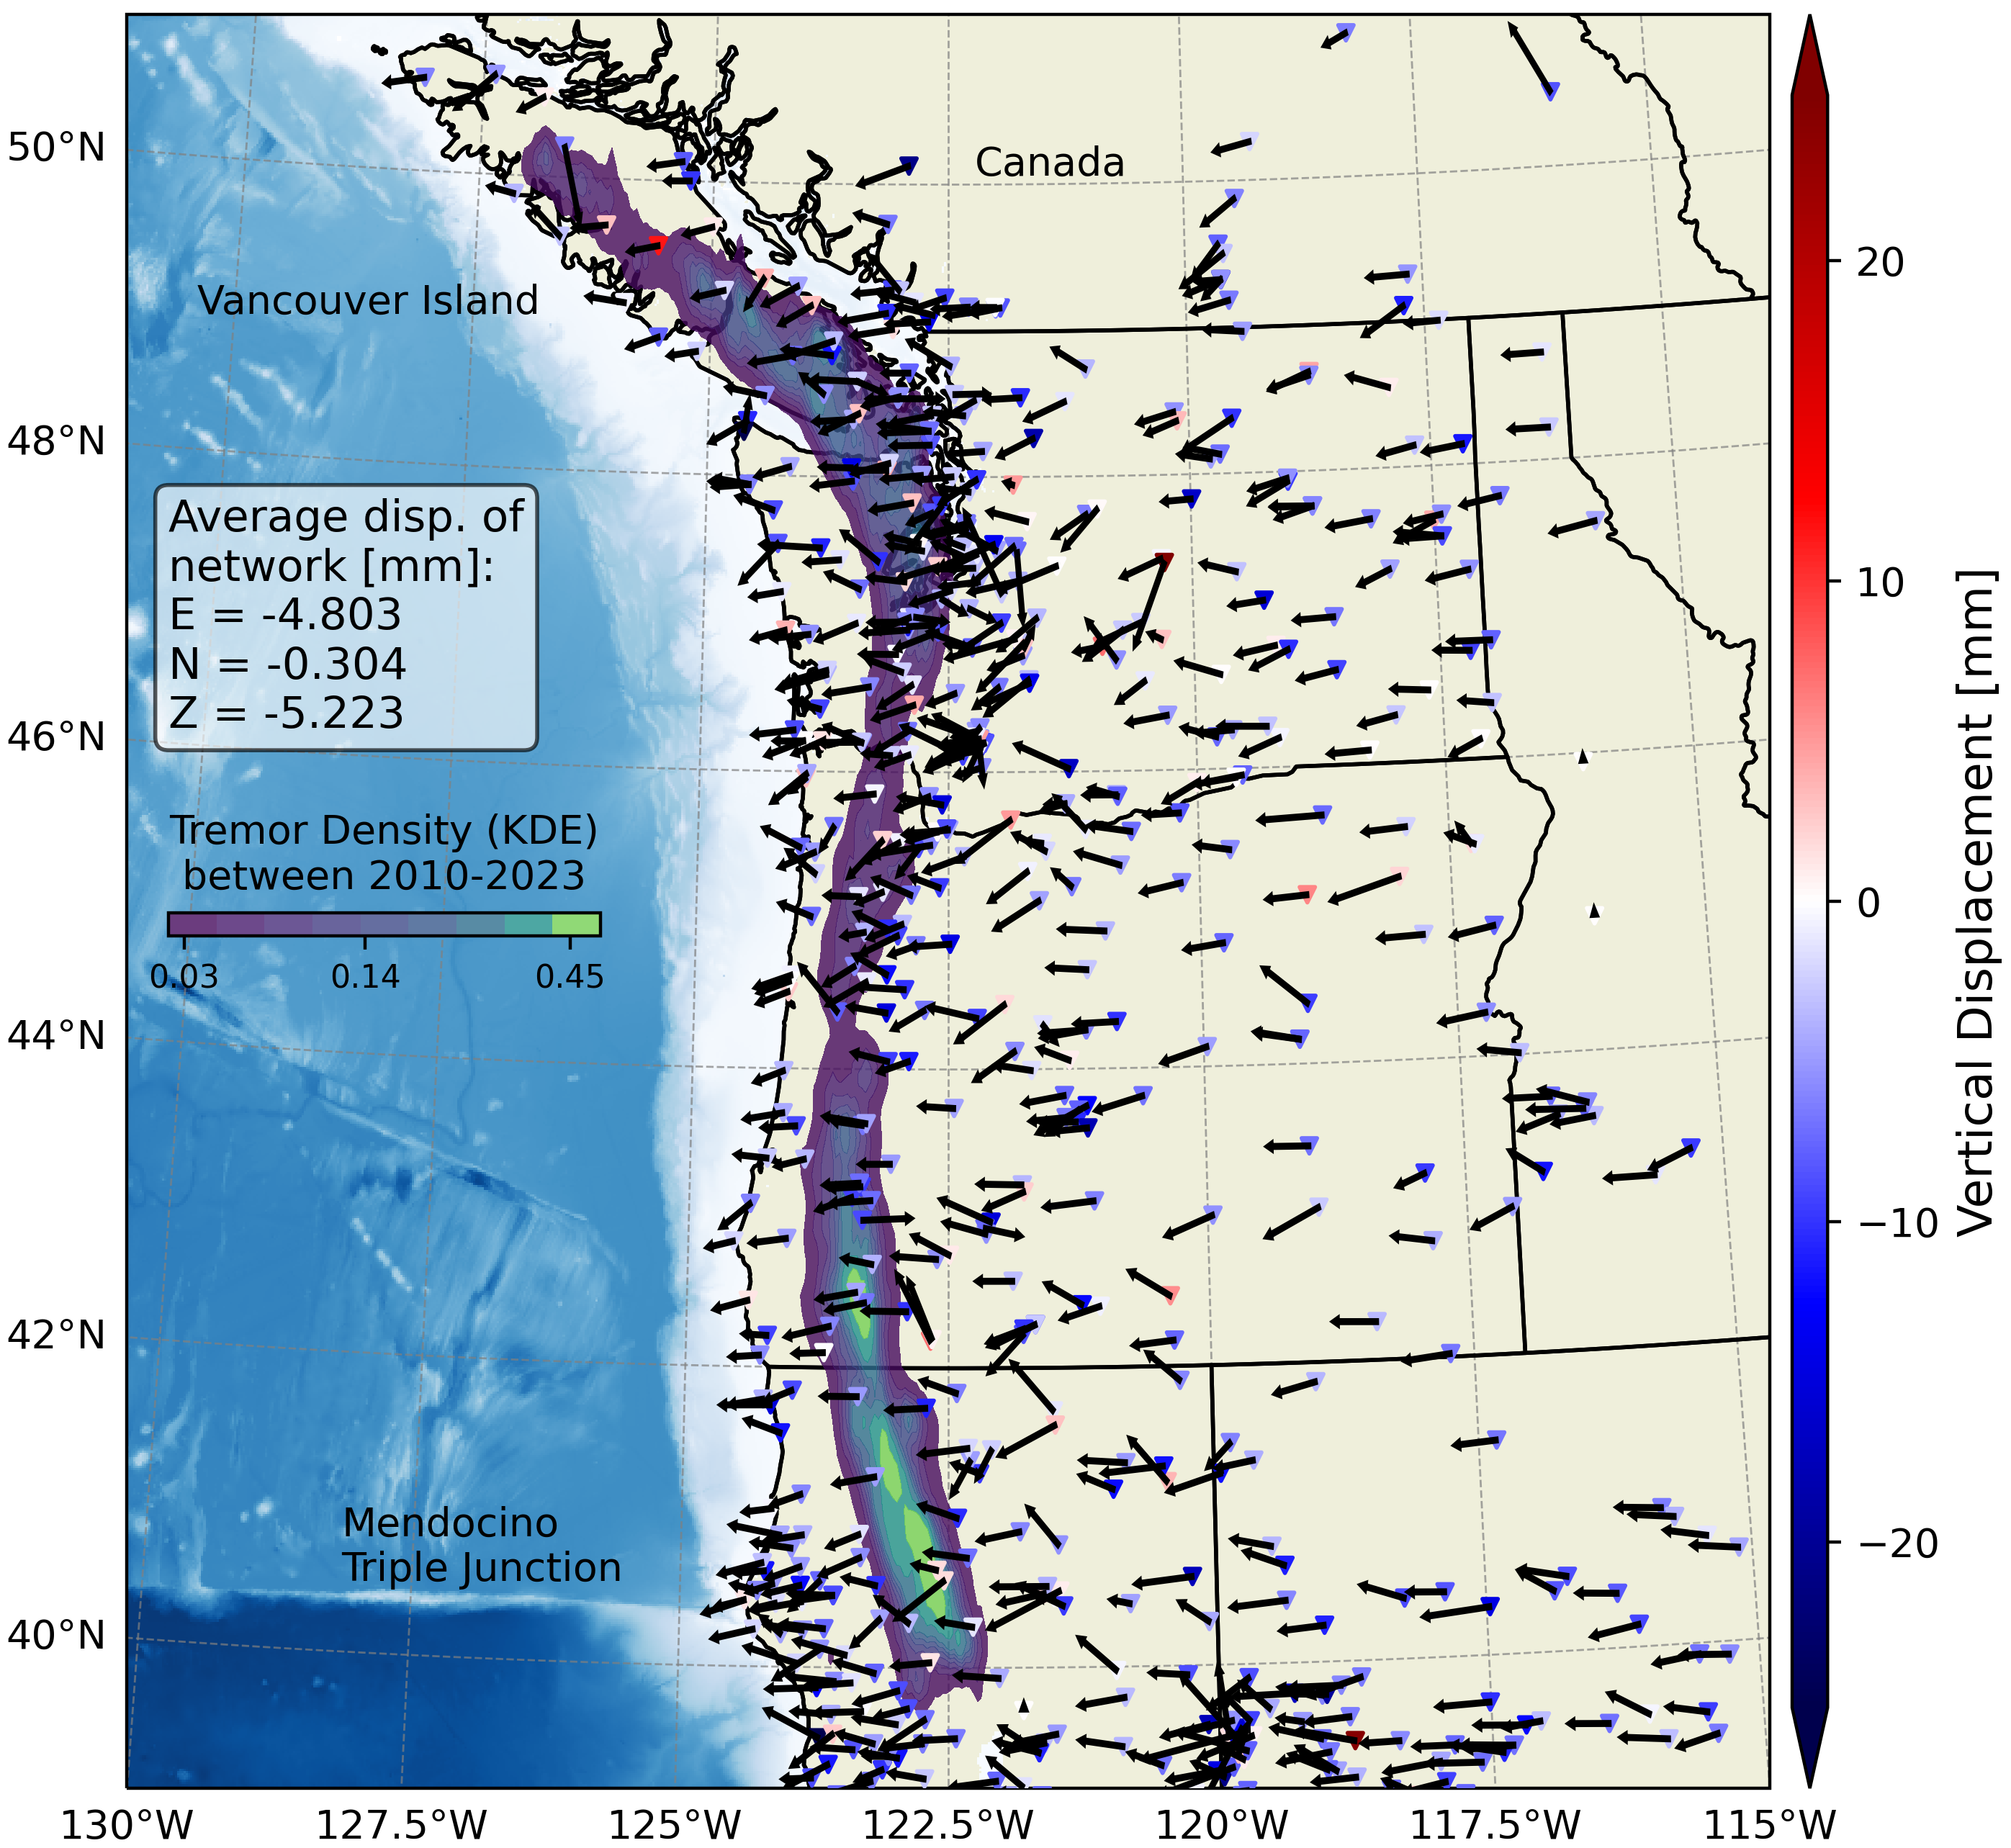 Canada
Vancouver Island
Average disp. of
network [mm]:
E = -4.803
N = -0.304
Z = -5.223
Tremor Density (KDE)
between 2010-2023
0.03 0.14 0.45
Mendocino
Triple Junction
50°N
48°N
46°N
44°N
42°N
40°N
130°W 127.5°W 125°W 122.5°W 120°W 117.5°W 115°W
20
10
0
−10
−20
Vertical Displacement [mm]